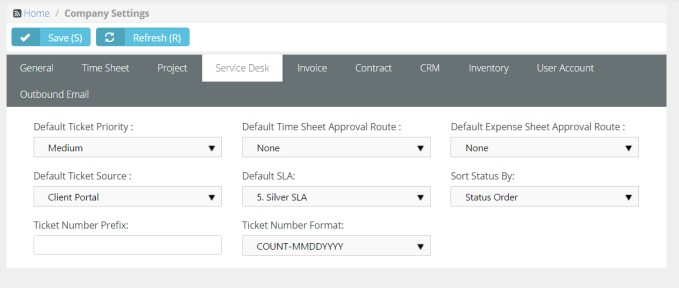 Home / Company Settings
Save (S) Refresh (R)
General Time Sheet Project Service Desk Invoice Contract CRM Inventory User Account
Outbound Email
Default Ticket Priority : Default Time Sheet Approval Route : Default Expense Sheet Approval Route :
Medium None None
Default Ticket Source : Default SLA: Sort Status By:
Client Portal 5. Silver SLA Status Order
Ticket Number Prefix: Ticket Number Format:
COUNT-MMDDYYYY